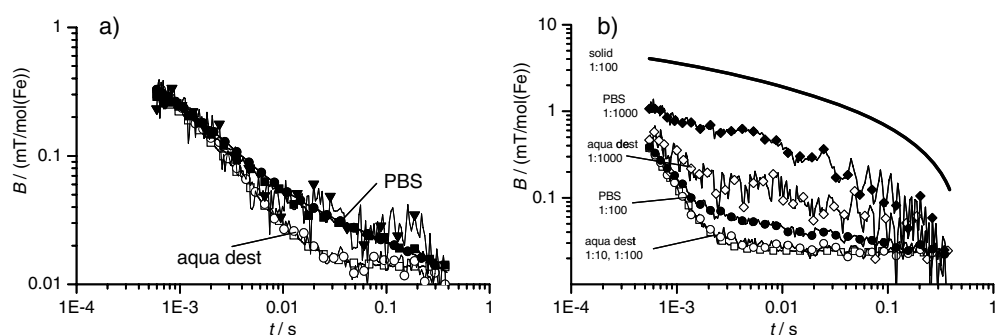 a)
1
0.1
0.01
B / (mT/mol(Fe))
PBS
aqua dest
1E-4 1E-3 0.01 0.1 1
t / s
b)
10
1
0.1
B / (mT/mol(Fe))
solid
1:100
PBS
1:1000
aqua dest
1:1000
PBS
1:100
aqua dest
1:10, 1:100
1E-4 1E-3 0.01 0.1 1
t / s